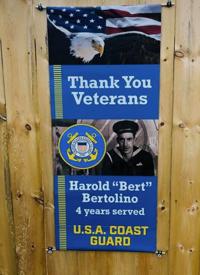 Thank You
Veterans
Harold "Bert"
Bertolino
4 years served
U.S. COAST
GUARD